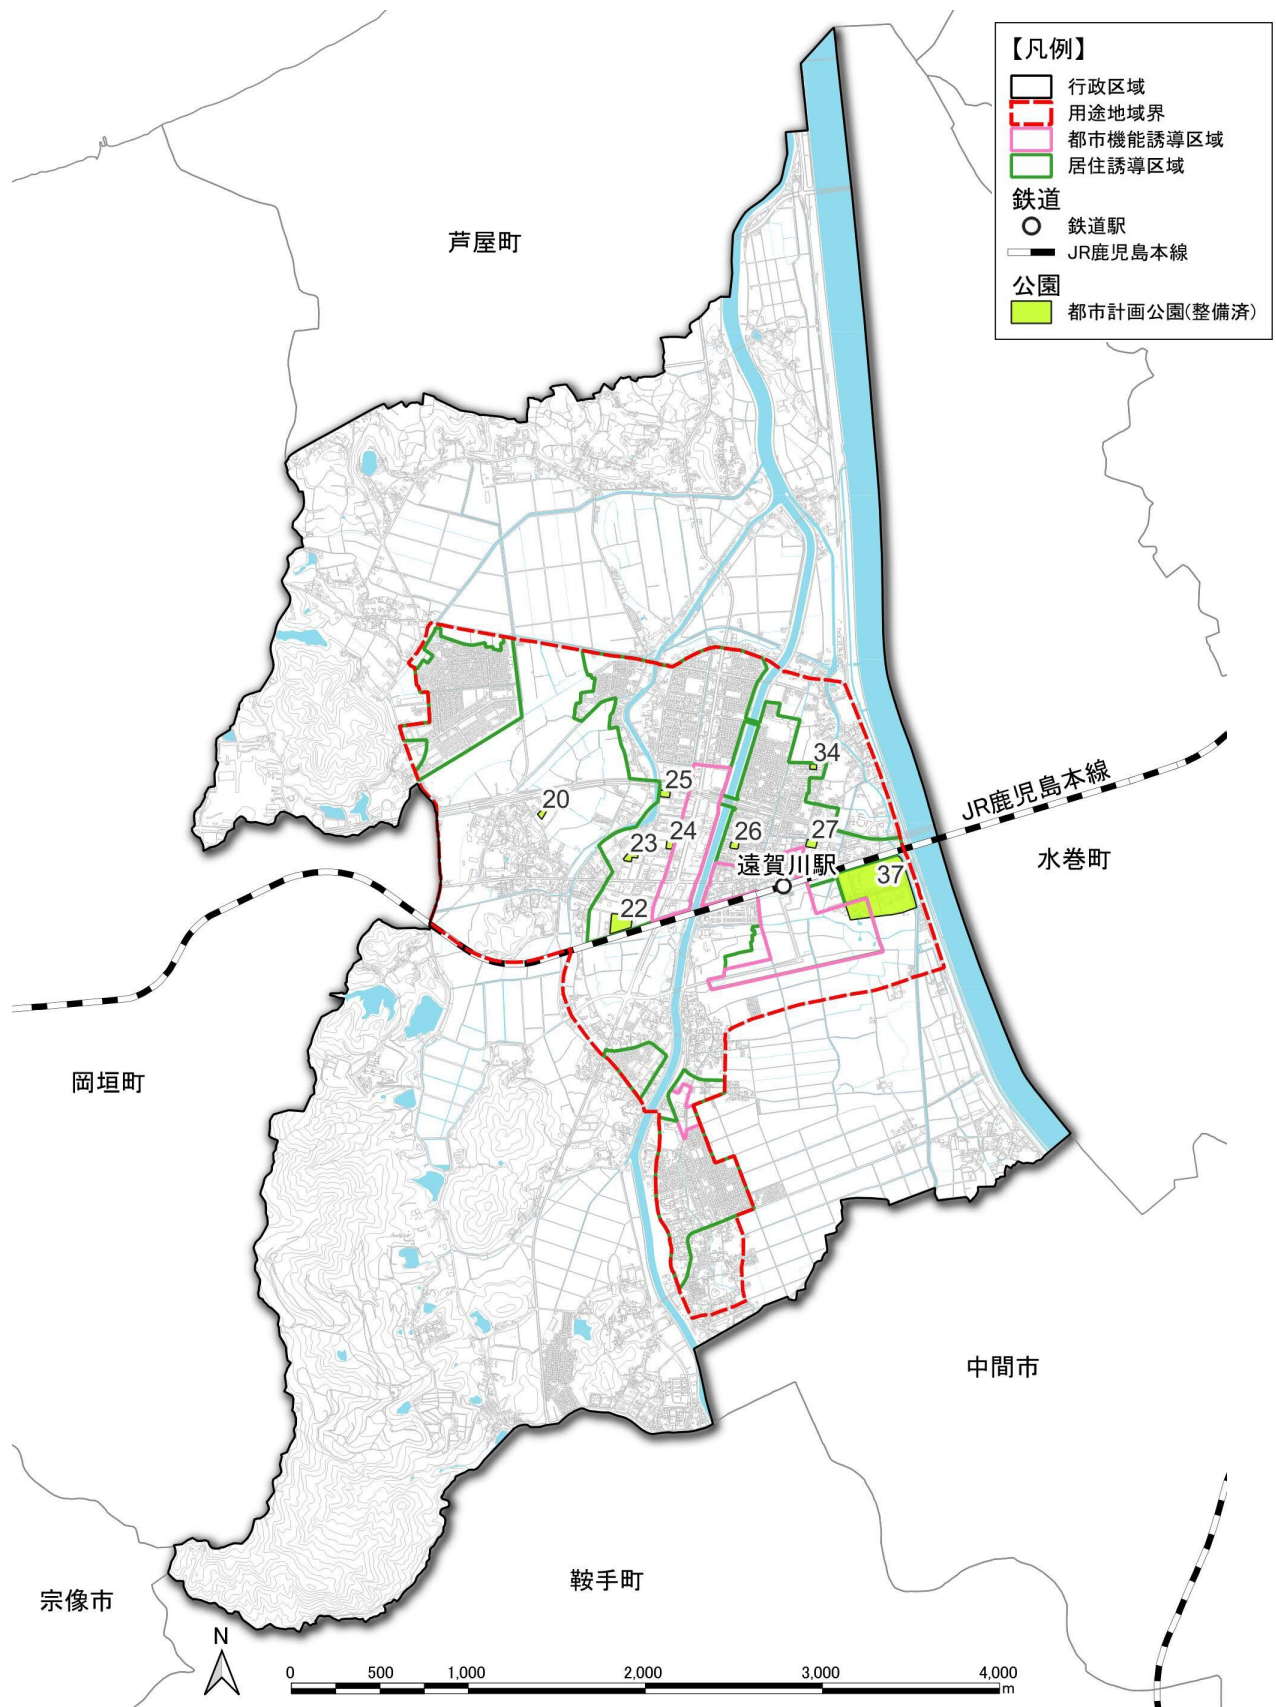 【凡例】
行政区域
用途地域界
都市機能誘導区域
居住誘導区域
鉄道
鉄道駅
JR鹿児島本線
公園
都市計画公園(整備済)
芦屋町
34
25
20
JR鹿児島本線
23
24
26
27
水巻町
遠賀川駅
37
22
岡垣町
中間市
鞍手町
宗像市
N
0 500 1,000 2,000 3,000 4,000
m